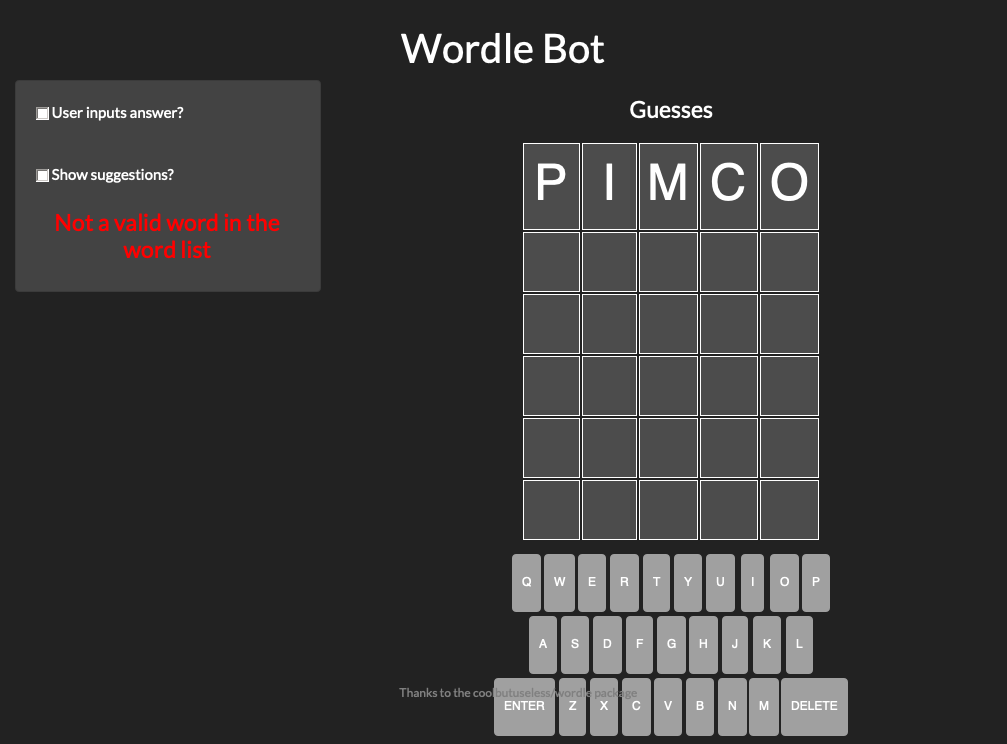 Wordle Bot
User inputs answer?
Show suggestions?
Not a valid word in the
word list
Guesses
P I M C O
Q W E R T Y U I O P
A S D F G H J K L
Thanks to the coolbutuseless/wordle package
ENTER Z X C V B N M DELETE